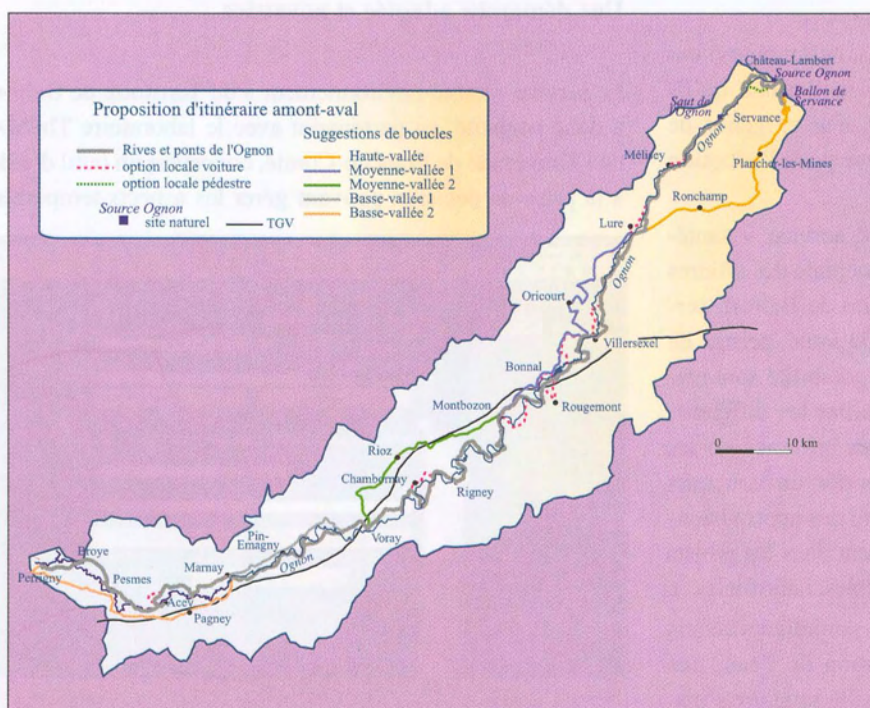 Château-Lambert
Source Ognon
Ballon de
Servance
Saut de
l'Ognon
Ognon
Servance
Plancher-les-Mines
Mélisey
Ronchamp
Lure
Ognon
Oricourt
Villersexel
Bonnal
Rougemont
Montbozon
Rioz
Chambornay
Rigney
Voray
Pin-
Emagny
Ognon
Marnay
Broye
Pesmes
Perrigny
Acey
Pagney
Proposition d'itinéraire amont-aval
Rives et ponts de l'Ognon
option locale voiture
option locale pédestre
Source Ognon
site naturel
TGV
Suggestions de boucles
Haute-vallée
Moyenne-vallée 1
Moyenne-vallée 2
Basse-vallée 1
Basse-vallée 2
0 10 km